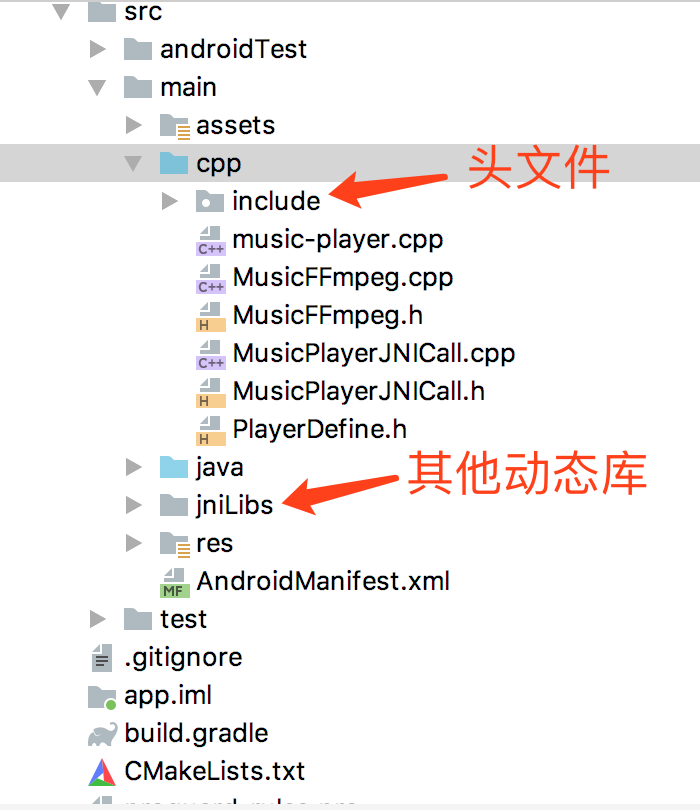 src
androidTest
main
assets
cpp
头文件
include
music-player.cpp
C++
MusicFFmpeg.cpp
C++
MusicFFmpeg.h
H
MusicPlayerJNICall.cpp
C++
MusicPlayerJNICall.h
H
PlayerDefine.h
H
java
其他动态库
jniLibs
res
AndroidManifest.xml
MF
test
.gitignore
app.iml
build.gradle
CMakeLists.txt